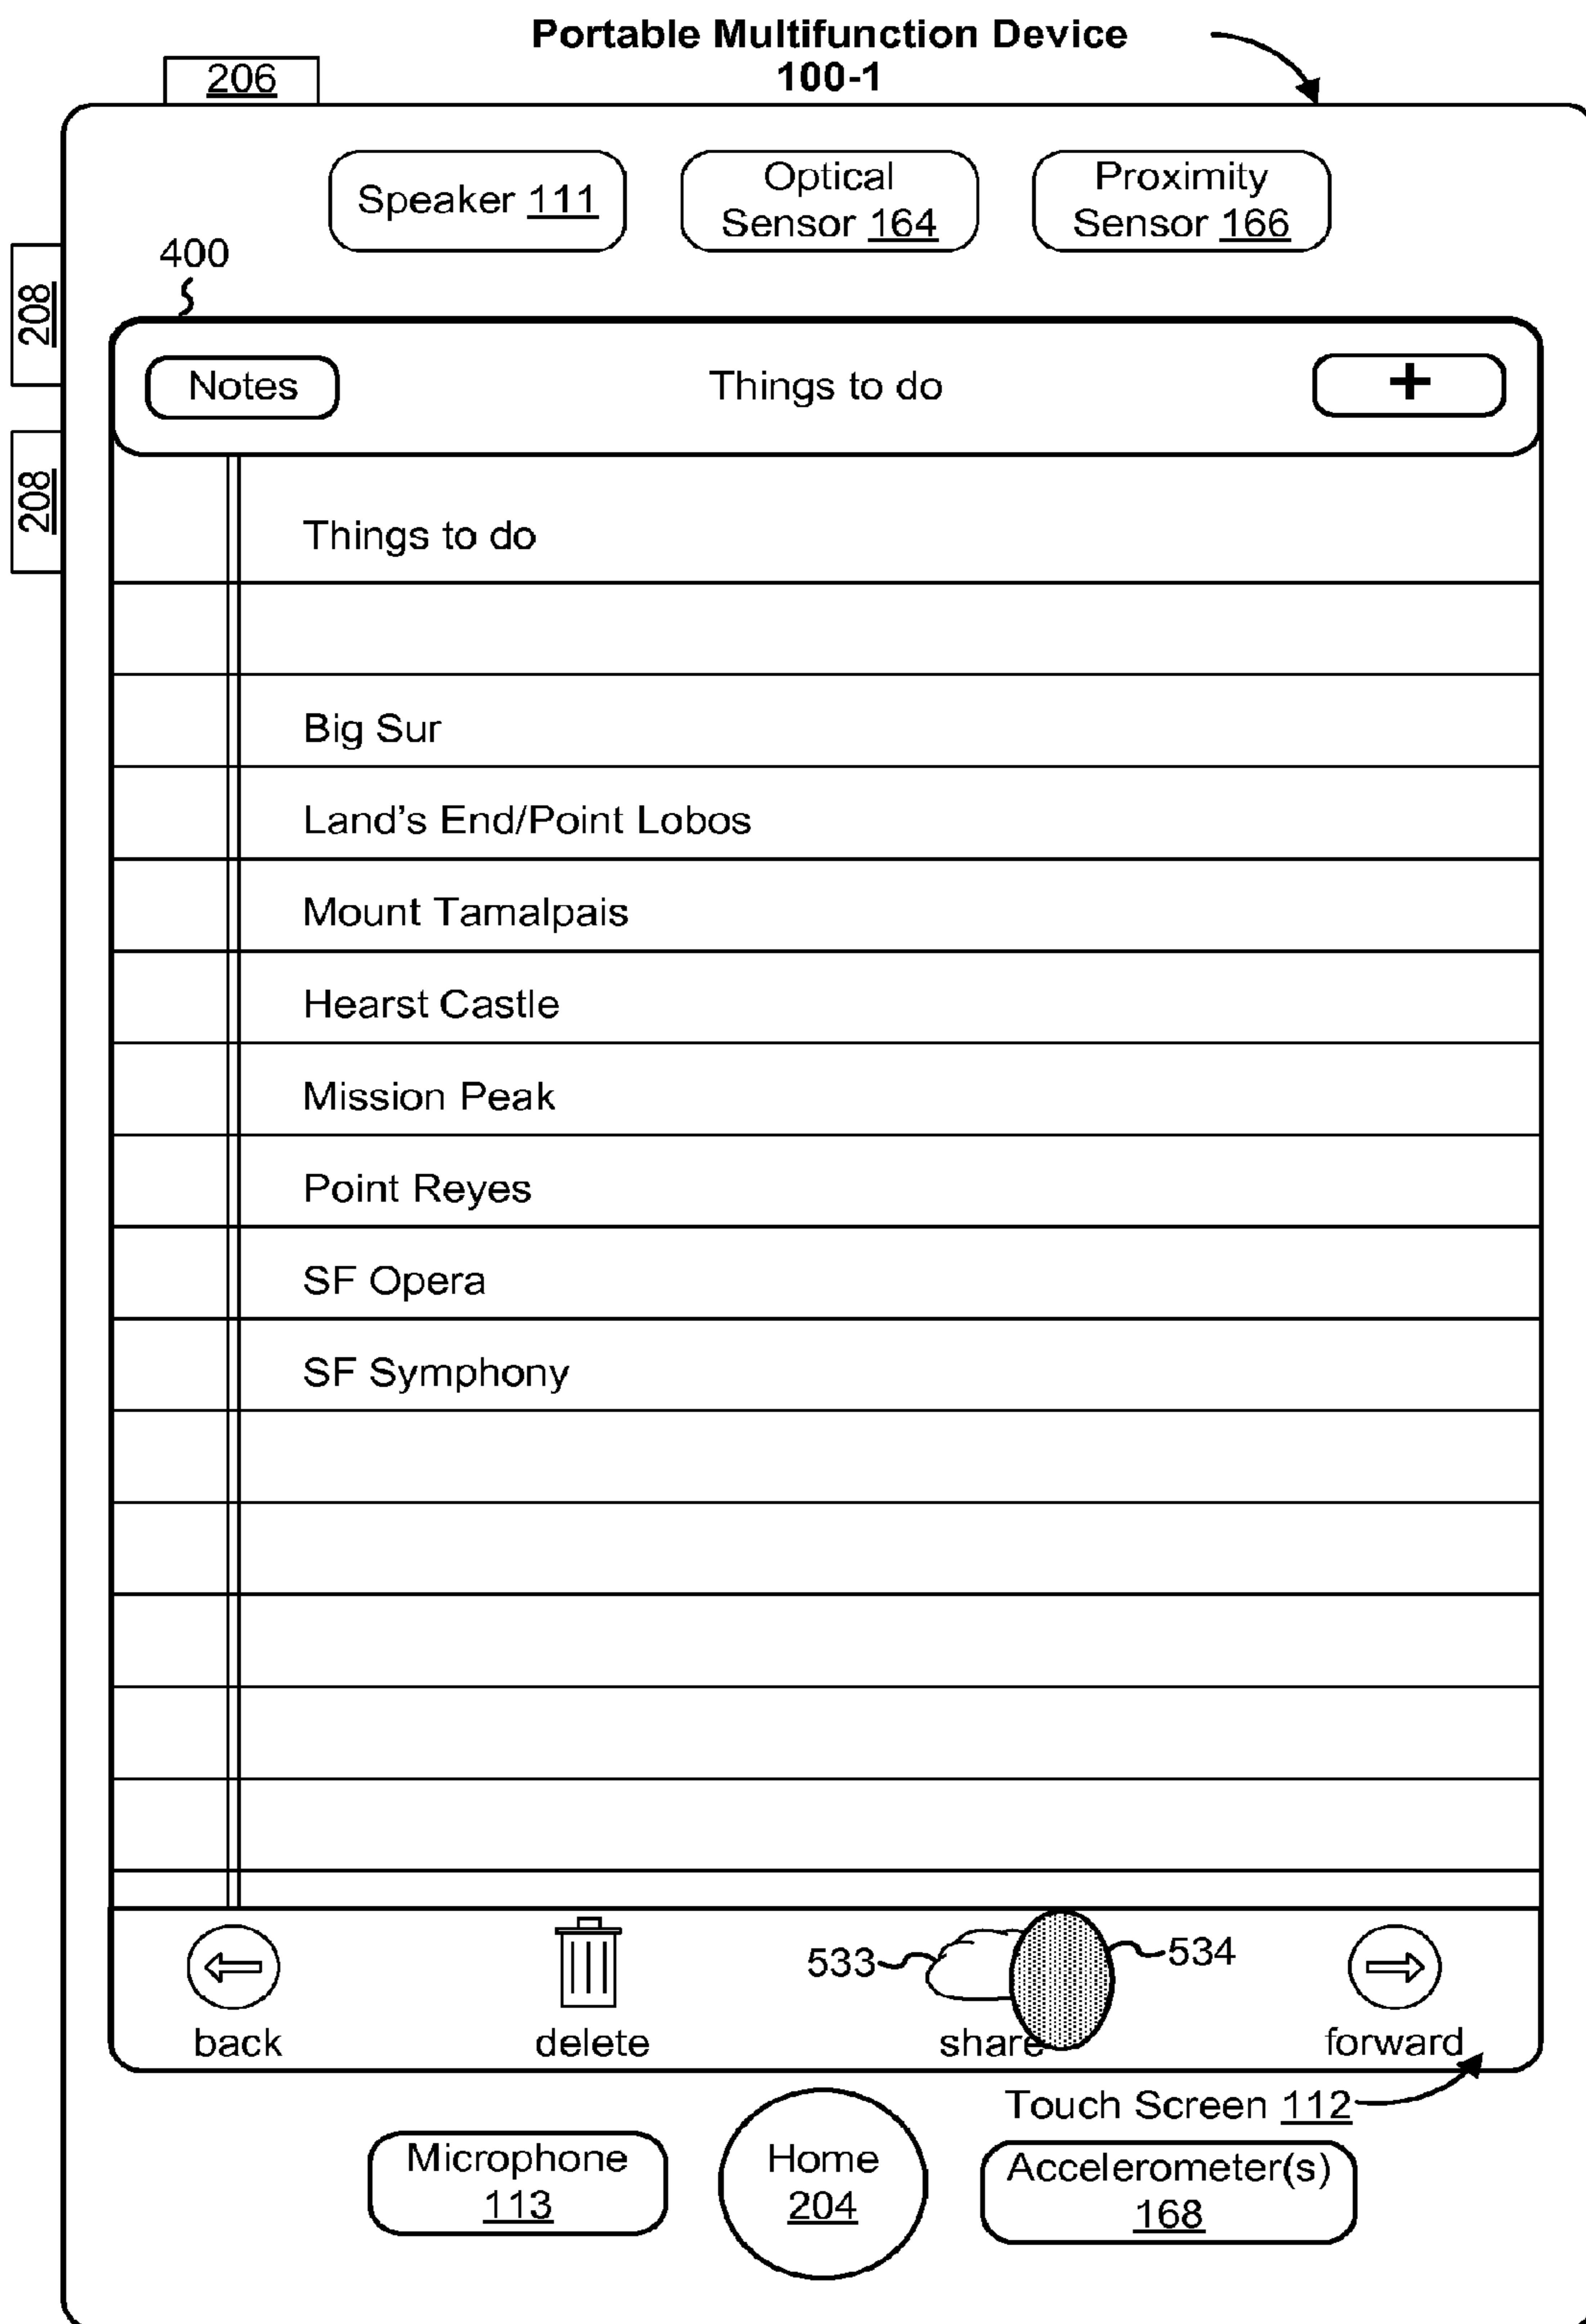 Portable Multifunction Device
100-1
206
Speaker 111
Optical
Sensor 164
Proximity
Sensor 166
400
208
208
Notes
Things to do
+
Things to do
Big Sur
Land's End/Point Lobos
Mount Tamalpais
Hearst Castle
Mission Peak
Point Reyes
SF Opera
SF Symphony
533
534
back
delete
share
forward
Touch Screen 112
Microphone
113
Home
204
Accelerometer(s)
168